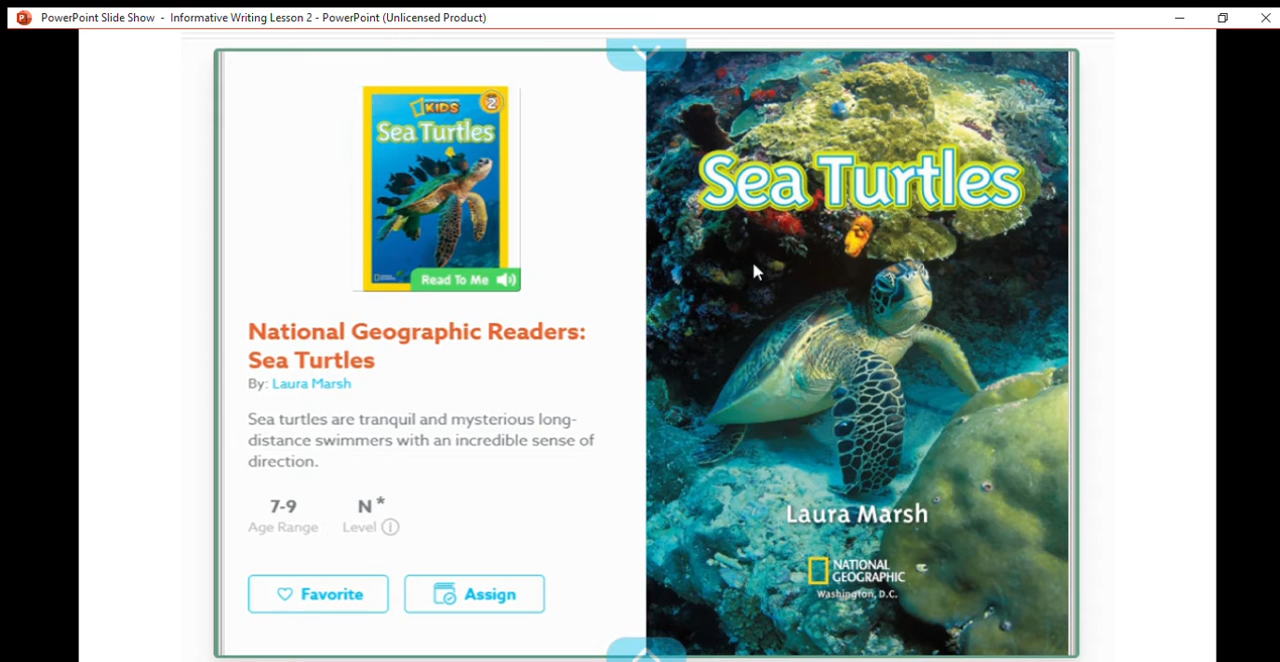 PowerPoint Slide Show - Informative Writing Lesson 2 - PowerPoint (Unlicensed Product)
KIDS
2
Sea Turtles
Read To Me
National Geographic Readers:
Sea Turtles
By: Laura Marsh
Sea turtles are tranquil and mysterious long-
distance swimmers with an incredible sense of
direction.
7-9
Age Range
N*
Level
Favorite
Assign
Sea Turtles
Laura Marsh
NATIONAL
GEOGRAPHIC
Washington, D.C.